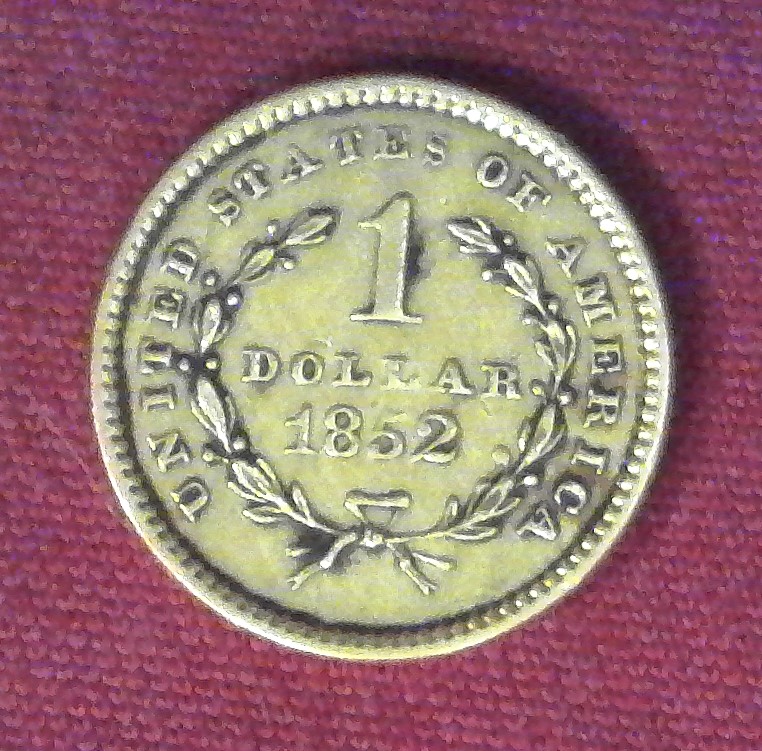 UNITED STATES OF AMERICA
1
DOLLAR
1852